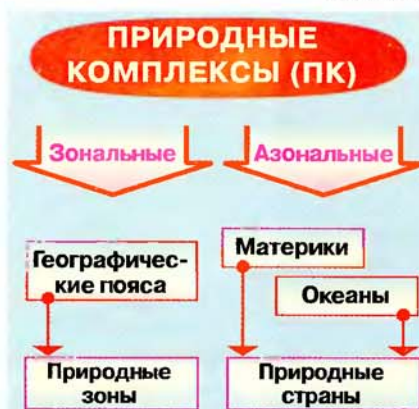 ПРИРОДНЫЕ
КОМПЛЕКСЫ (ПК)
Зональные
Азональные
Географичес-
кие пояса
Материки
Океаны
Природные
зоны
Природные
страны